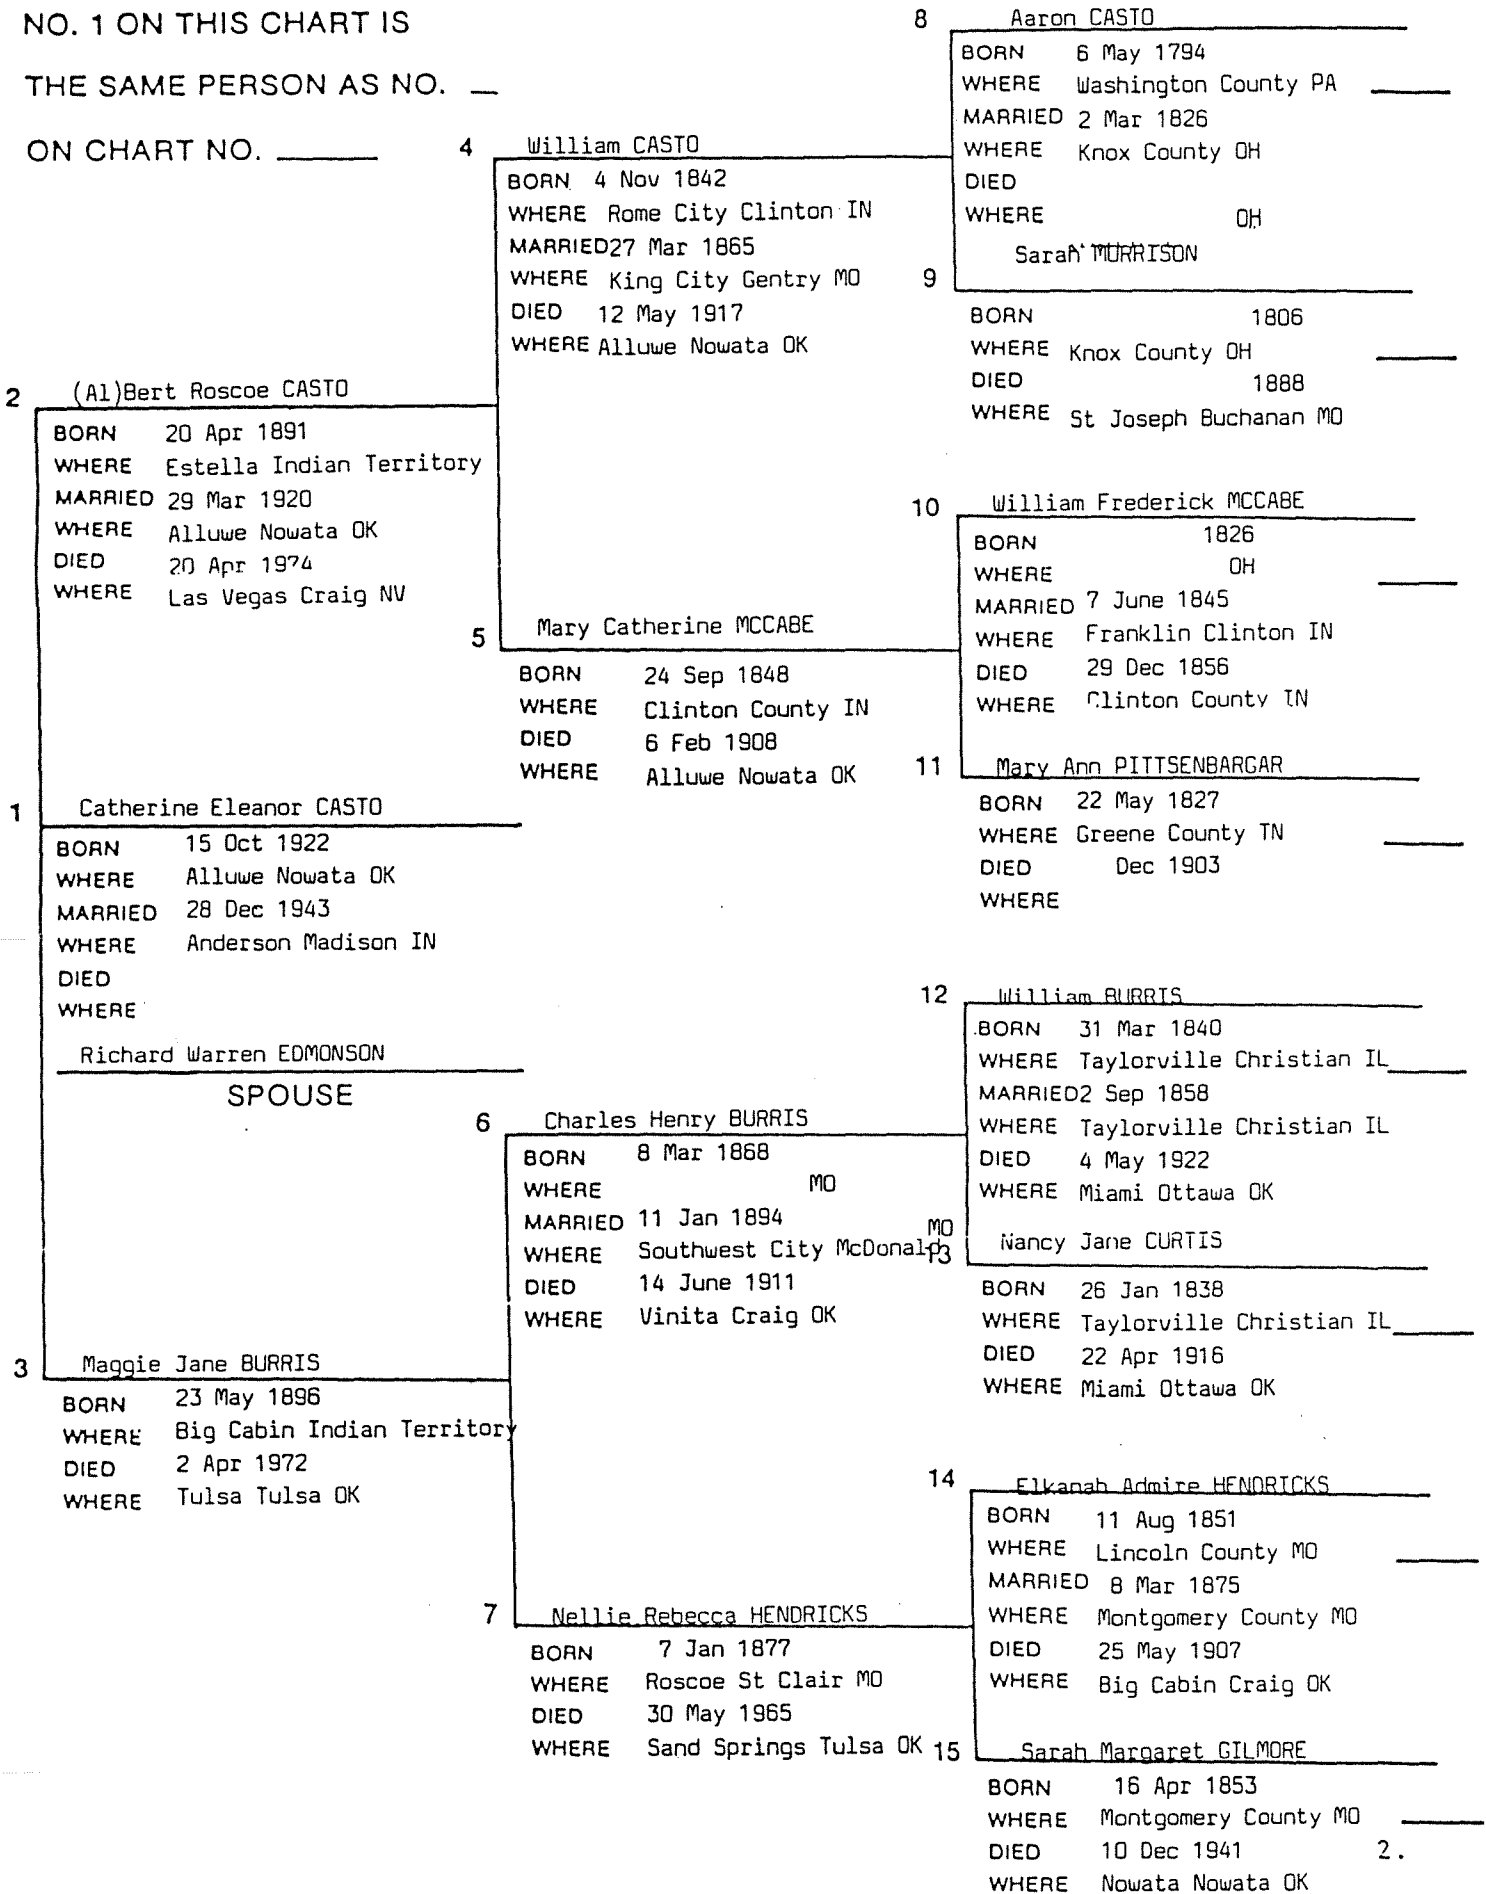 NO. 1 ON THIS CHART IS
THE SAME PERSON AS NO. __
ON CHART NO. ______
8 Aaron CASTO
BORN 6 May 1794
WHERE Washington County PA
MARRIED 2 Mar 1826
WHERE Knox County OH
DIED
WHERE OH
4 William CASTO
BORN 4 Nov 1842
WHERE Rome City Clinton IN
MARRIED 27 Mar 1865
WHERE King City Gentry MO
DIED 12 May 1917
WHERE Alluwe Nowata OK
9 Sarah MORRISON
BORN 1806
WHERE Knox County OH
DIED 1888
WHERE St Joseph Buchanan MO
2 (Al)Bert Roscoe CASTO
BORN 20 Apr 1891
WHERE Estella Indian Territory
MARRIED 29 Mar 1920
WHERE Alluwe Nowata OK
DIED 20 Apr 1974
WHERE Las Vegas Craig NV
10 William Frederick MCCABE
BORN 1826
WHERE OH
MARRIED 7 June 1845
WHERE Franklin Clinton IN
DIED 29 Dec 1856
WHERE Clinton County IN
5 Mary Catherine MCCABE
BORN 24 Sep 1848
WHERE Clinton County IN
DIED 6 Feb 1908
WHERE Alluwe Nowata OK
11 Mary Ann PITTSENBARGAR
BORN 22 May 1827
WHERE Greene County TN
DIED Dec 1903
WHERE
1 Catherine Eleanor CASTO
BORN 15 Oct 1922
WHERE Alluwe Nowata OK
MARRIED 28 Dec 1943
WHERE Anderson Madison IN
DIED
WHERE
Richard Warren EDMONSON
SPOUSE
12 William BURRIS
BORN 31 Mar 1840
WHERE Taylorville Christian IL
MARRIED 2 Sep 1858
WHERE Taylorville Christian IL
DIED 4 May 1922
WHERE Miami Ottawa OK
6 Charles Henry BURRIS
BORN 8 Mar 1868
WHERE MO
MARRIED 11 Jan 1894
WHERE Southwest City McDonald MO
DIED 14 June 1911
WHERE Vinita Craig OK
13 Nancy Jane CURTIS
BORN 26 Jan 1838
WHERE Taylorville Christian IL
DIED 22 Apr 1916
WHERE Miami Ottawa OK
3 Maggie Jane BURRIS
BORN 23 May 1896
WHERE Big Cabin Indian Territory
DIED 2 Apr 1972
WHERE Tulsa Tulsa OK
14 Elkanah Admire HENDRICKS
BORN 11 Aug 1851
WHERE Lincoln County MO
MARRIED 8 Mar 1875
WHERE Montgomery County MO
DIED 25 May 1907
WHERE Big Cabin Craig OK
7 Nellie Rebecca HENDRICKS
BORN 7 Jan 1877
WHERE Roscoe St Clair MO
DIED 30 May 1965
WHERE Sand Springs Tulsa OK
15 Sarah Margaret GILMORE
BORN 16 Apr 1853
WHERE Montgomery County MO
DIED 10 Dec 1941
WHERE Nowata Nowata OK
2.